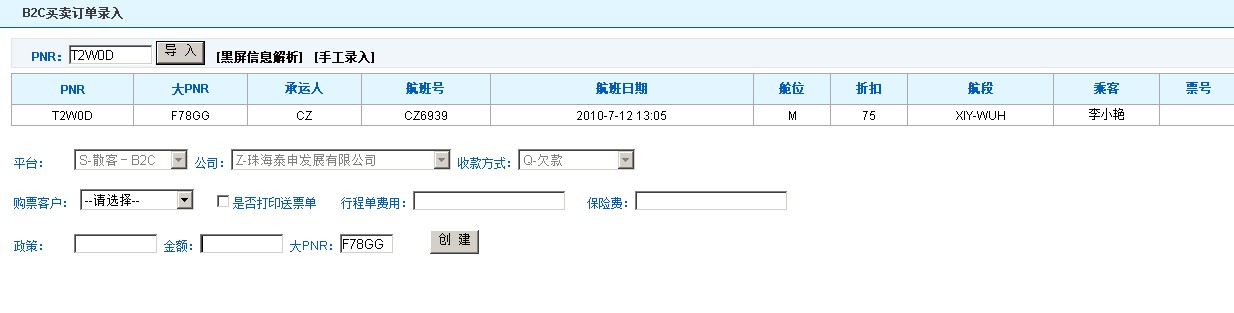 B2C买卖订单录入
PNR: T2W0D 导 入 [黑屏信息解析] [手工录入]
PNR 大PNR 承运人 航班号 航班日期 舱位 折扣 航段 乘客 票号
T2W0D F78GG CZ CZ6939 2010-7-12 13:05 M 75 XIY-WUH 李小艳
平台: S-散客－B2C 公司: Z-珠海泰申发展有限公司 收款方式: Q-欠款
购票客户: --请选择-- 是否打印送票单 行程单费用: 保险费:
政策: 金额: 大PNR: F78GG 创 建